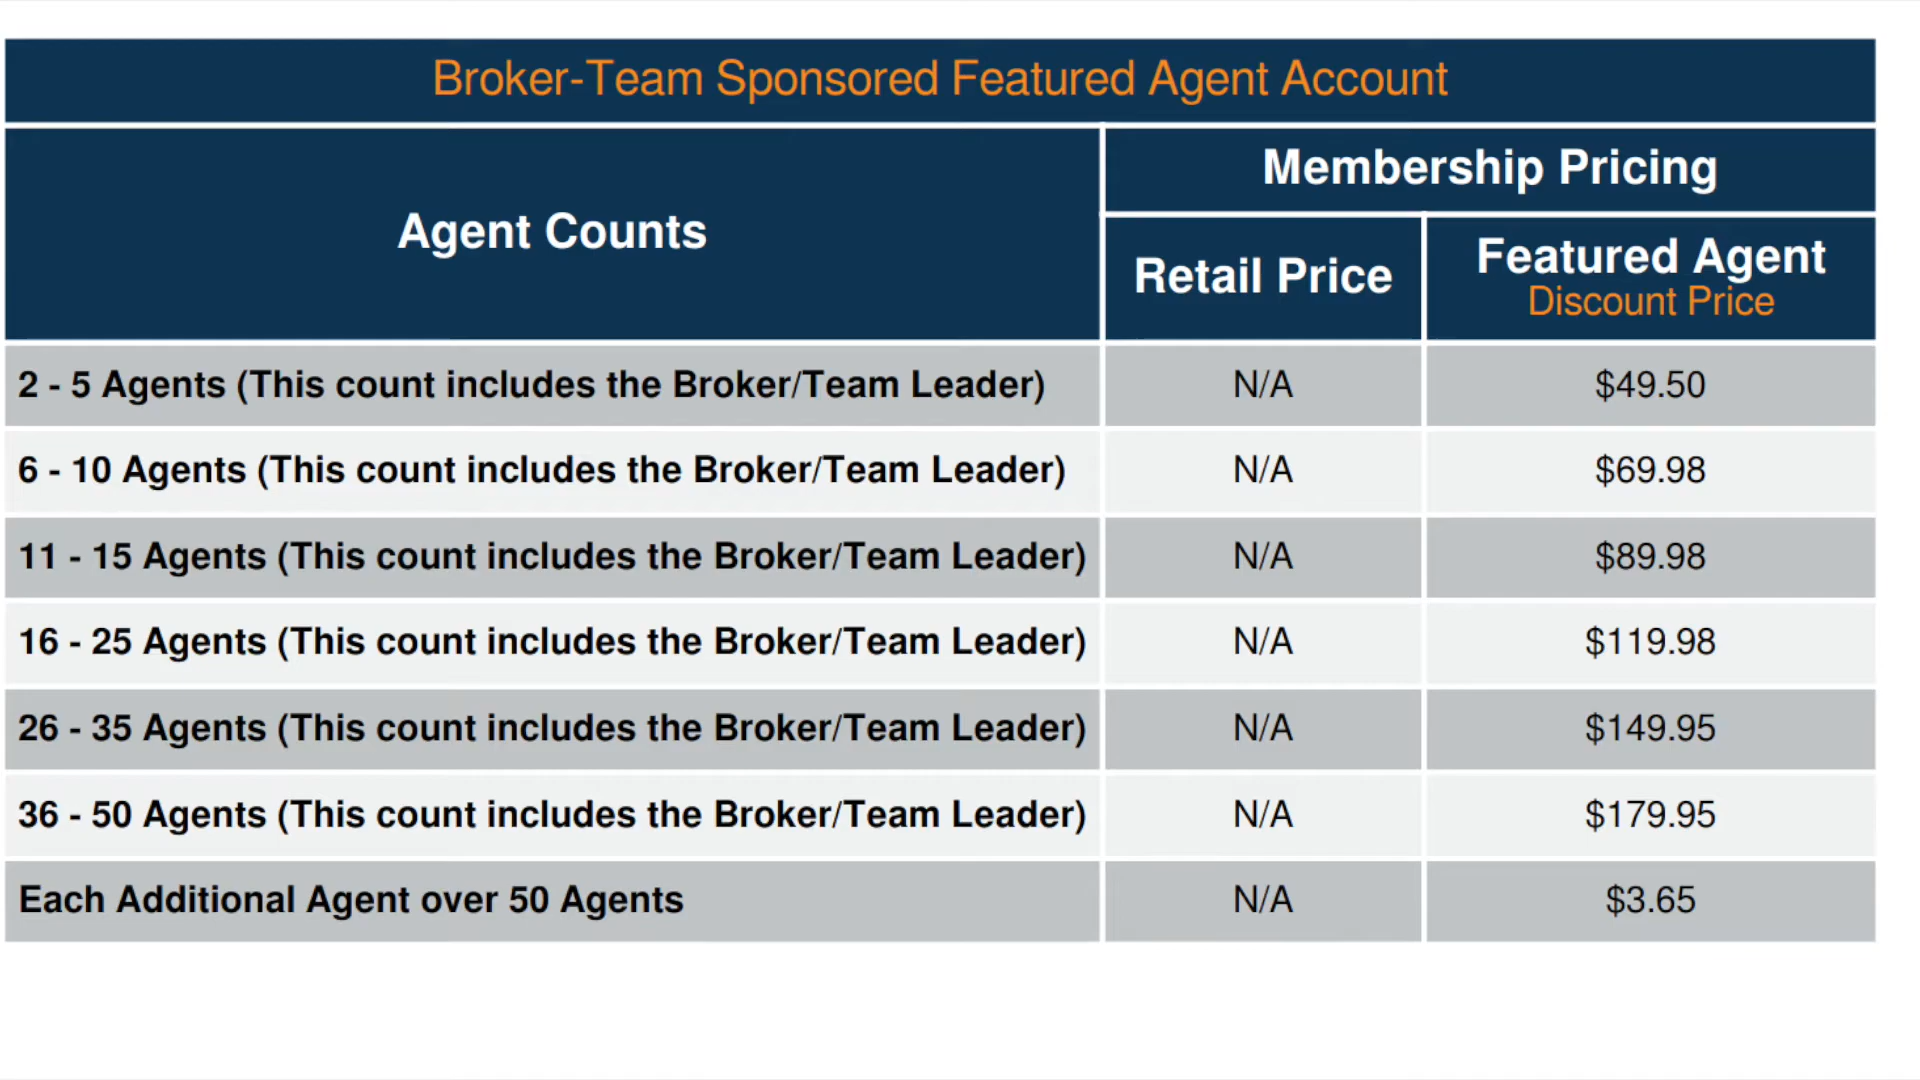 Broker-Team Sponsored Featured Agent Account
Agent Counts
Membership Pricing
Retail Price
Featured Agent
Discount Price
2 - 5 Agents (This count includes the Broker/Team Leader) N/A $49.50
6 - 10 Agents (This count includes the Broker/Team Leader) N/A $69.98
11 - 15 Agents (This count includes the Broker/Team Leader) N/A $89.98
16 - 25 Agents (This count includes the Broker/Team Leader) N/A $119.98
26 - 35 Agents (This count includes the Broker/Team Leader) N/A $149.95
36 - 50 Agents (This count includes the Broker/Team Leader) N/A $179.95
Each Additional Agent over 50 Agents N/A $3.65